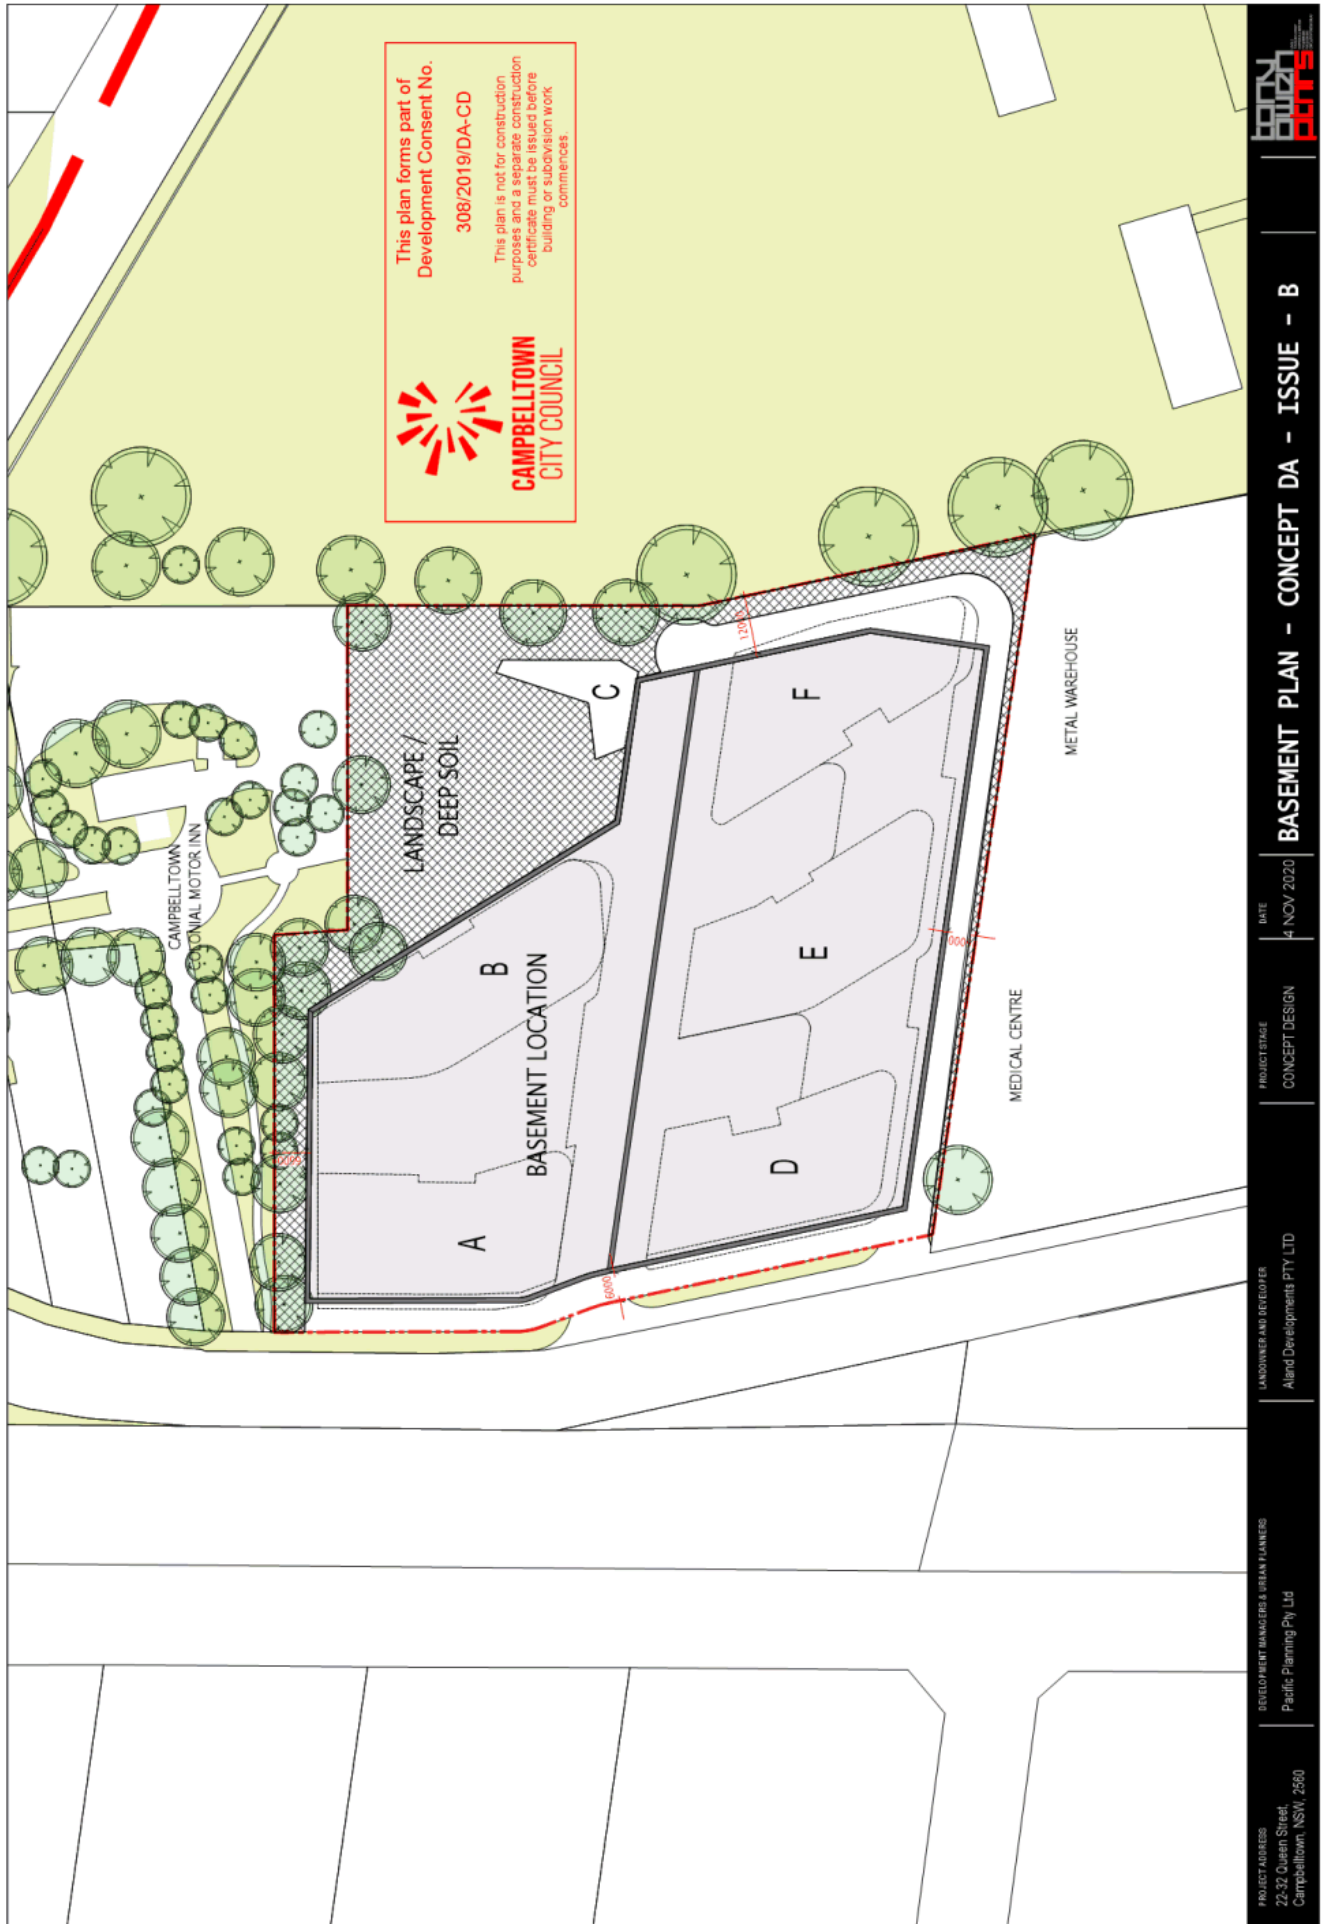 This plan forms part of
Development Consent No.
308/2019/DA-CD
This plan is not for construction
purposes and a separate construction
certificate must be issued before
building or subdivision work
commences.
CAMPBELLTOWN
CITY COUNCIL
CAMPBELLTOWN
COLONIAL MOTOR INN
LANDSCAPE /
DEEP SOIL
A
B
C
D
E
F
BASEMENT LOCATION
6000
12000
METAL WAREHOUSE
MEDICAL CENTRE
PROJECT ADDRESS
22-32 Queen Street,
Campbelltown, NSW, 2560
DEVELOPMENT MANAGERS & URBAN PLANNERS
Pacific Planning Pty Ltd
LANDOWNER AND DEVELOPER
Aland Developments PTY LTD
PROJECT STAGE
CONCEPT DESIGN
DATE
4 NOV 2020
BASEMENT PLAN - CONCEPT DA - ISSUE - B
tony
owen
ptnrs